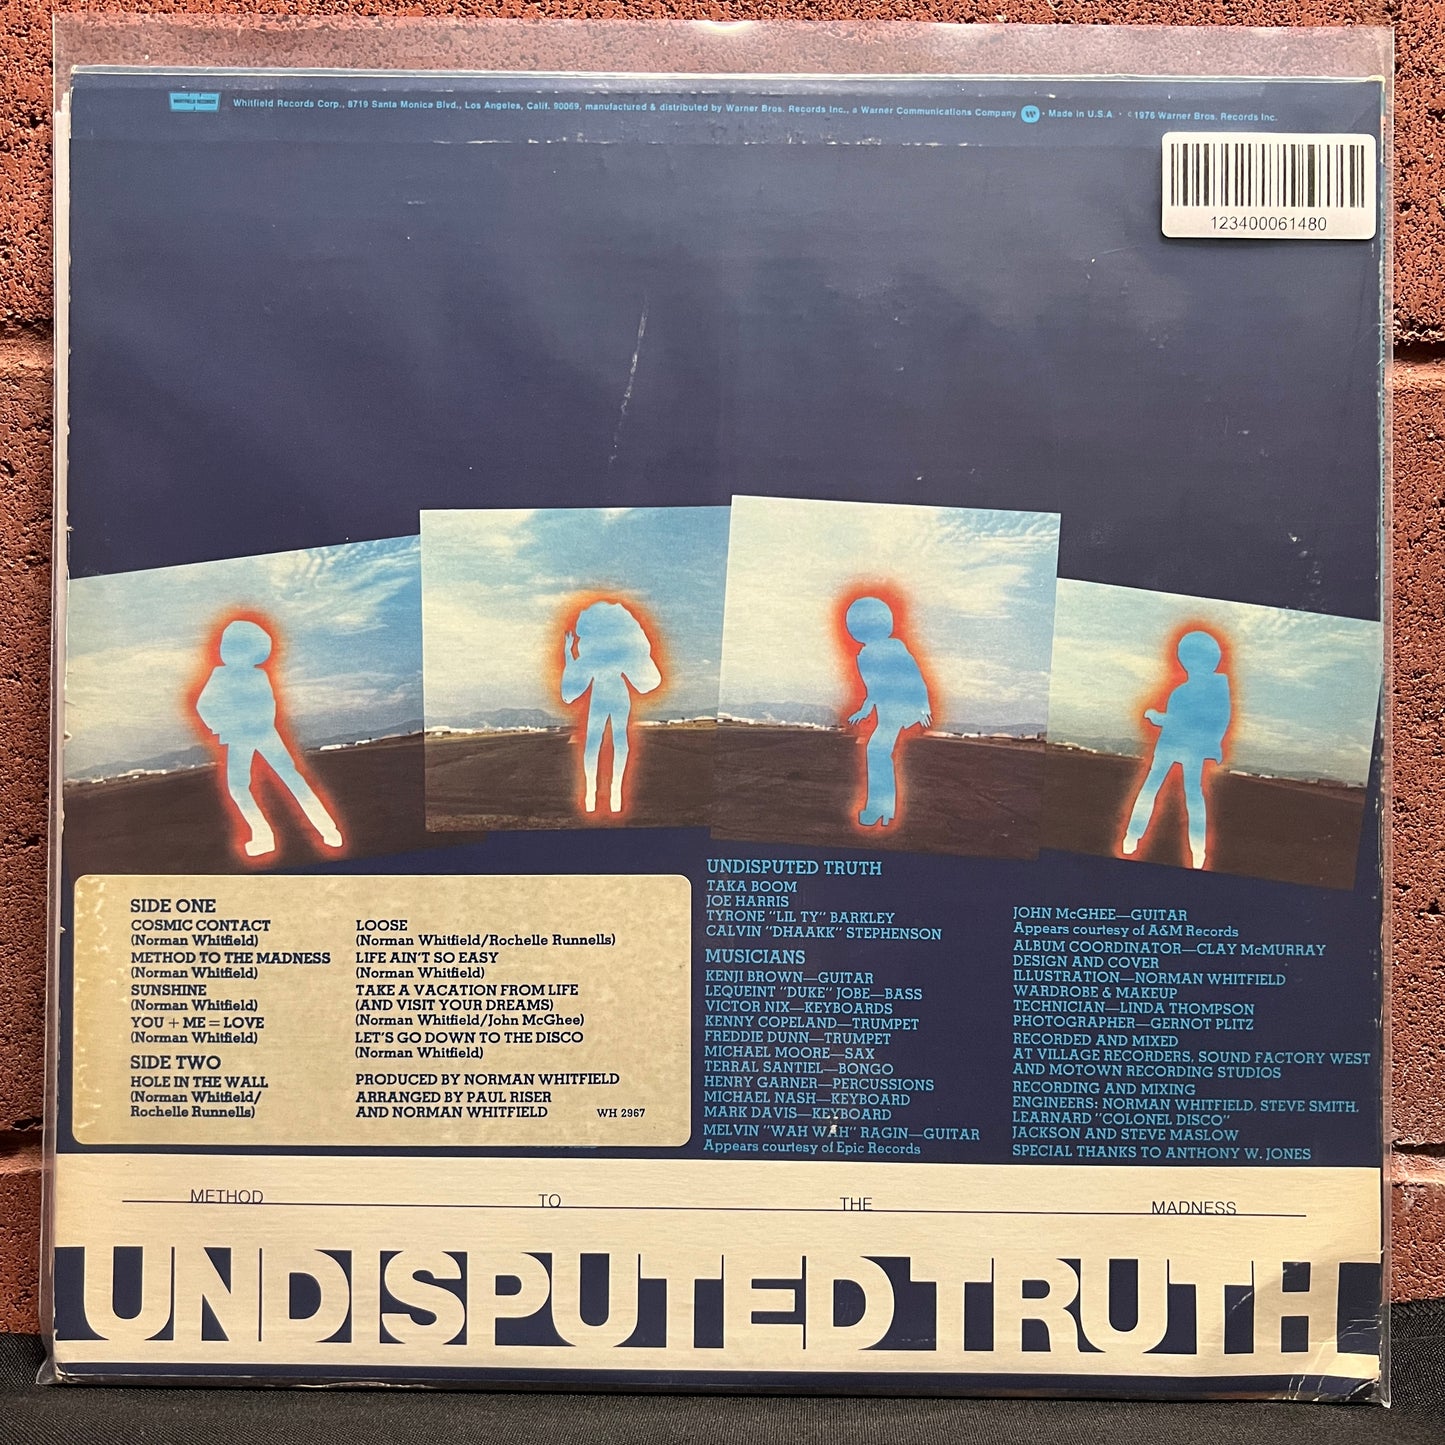 WHITFIELD RECORDS
Whitfield Records Corp., 8719 Santa Monica Blvd., Los Angeles, Calif. 90069, manufactured & distributed by Warner Bros. Records Inc., a Warner Communications Company • Made in U.S.A. • ©1976 Warner Bros. Records Inc.
123400061480
SIDE ONE
COSMIC CONTACT
(Norman Whitfield)
METHOD TO THE MADNESS
(Norman Whitfield)
SUNSHINE
(Norman Whitfield)
YOU + ME = LOVE
(Norman Whitfield)
SIDE TWO
HOLE IN THE WALL
(Norman Whitfield/
Rochelle Runnells)
LOOSE
(Norman Whitfield/Rochelle Runnells)
LIFE AIN'T SO EASY
(Norman Whitfield)
TAKE A VACATION FROM LIFE
(AND VISIT YOUR DREAMS)
(Norman Whitfield/John McGhee)
LET'S GO DOWN TO THE DISCO
(Norman Whitfield)
PRODUCED BY NORMAN WHITFIELD
ARRANGED BY PAUL RISER
AND NORMAN WHITFIELD WH 2967
UNDISPUTED TRUTH
TAKA BOOM
JOE HARRIS
TYRONE "LIL TY" BARKLEY
CALVIN "DHAAKK" STEPHENSON
MUSICIANS
KENJI BROWN—GUITAR
LEQUEINT "DUKE" JOBE—BASS
VICTOR NIX—KEYBOARDS
KENNY COPELAND—TRUMPET
FREDDIE DUNN—TRUMPET
MICHAEL MOORE—SAX
TERRAL SANTIEL—BONGO
HENRY GARNER—PERCUSSIONS
MICHAEL NASH—KEYBOARD
MARK DAVIS—KEYBOARD
MELVIN "WAH WAH" RAGIN—GUITAR
Appears courtesy of Epic Records
JOHN McGHEE—GUITAR
Appears courtesy of A&M Records
ALBUM COORDINATOR—CLAY McMURRAY
DESIGN AND COVER
ILLUSTRATION—NORMAN WHITFIELD
WARDROBE & MAKEUP
TECHNICIAN—LINDA THOMPSON
PHOTOGRAPHER—GERNOT PLITZ
RECORDED AND MIXED
AT VILLAGE RECORDERS, SOUND FACTORY WEST
AND MOTOWN RECORDING STUDIOS
RECORDING AND MIXING
ENGINEERS: NORMAN WHITFIELD, STEVE SMITH,
LEARNARD "COLONEL DISCO"
JACKSON AND STEVE MASLOW
SPECIAL THANKS TO ANTHONY W. JONES
METHOD TO THE MADNESS
UNDISPUTED TRUTH